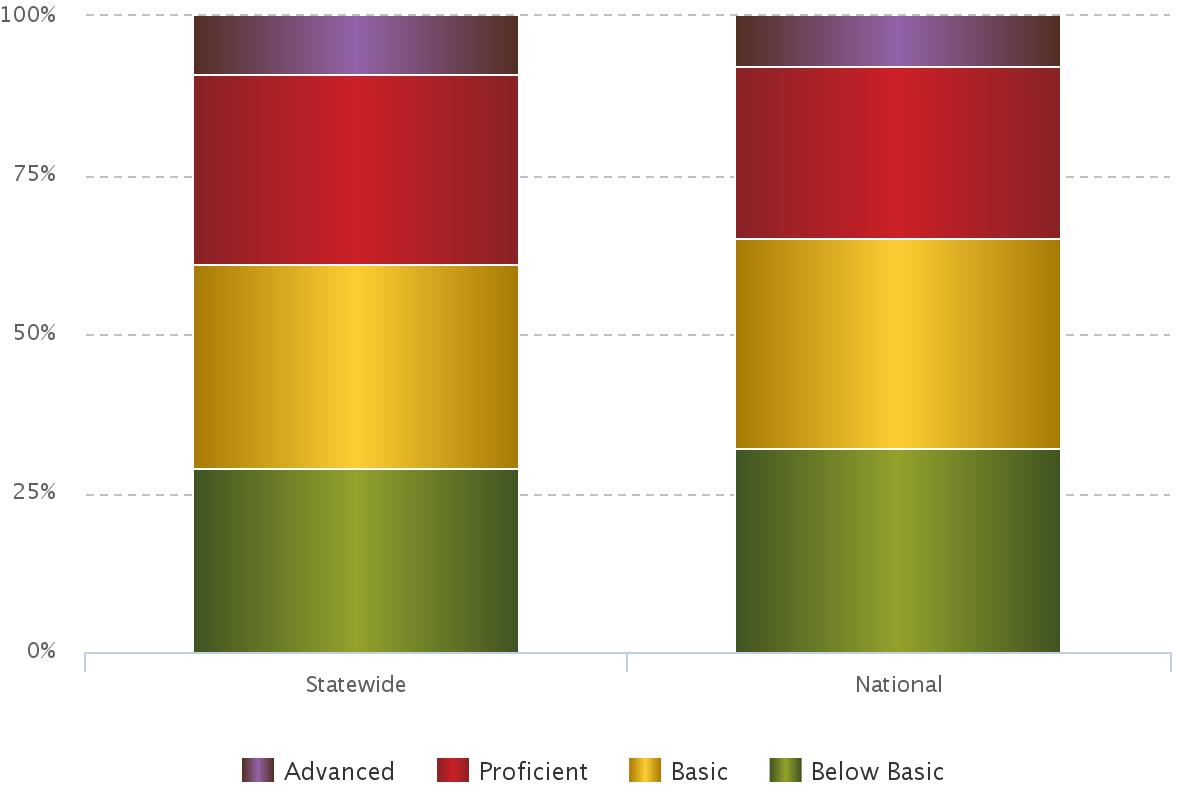 100%
75%
50%
25%
0%
Statewide National
Advanced Proficient Basic Below Basic